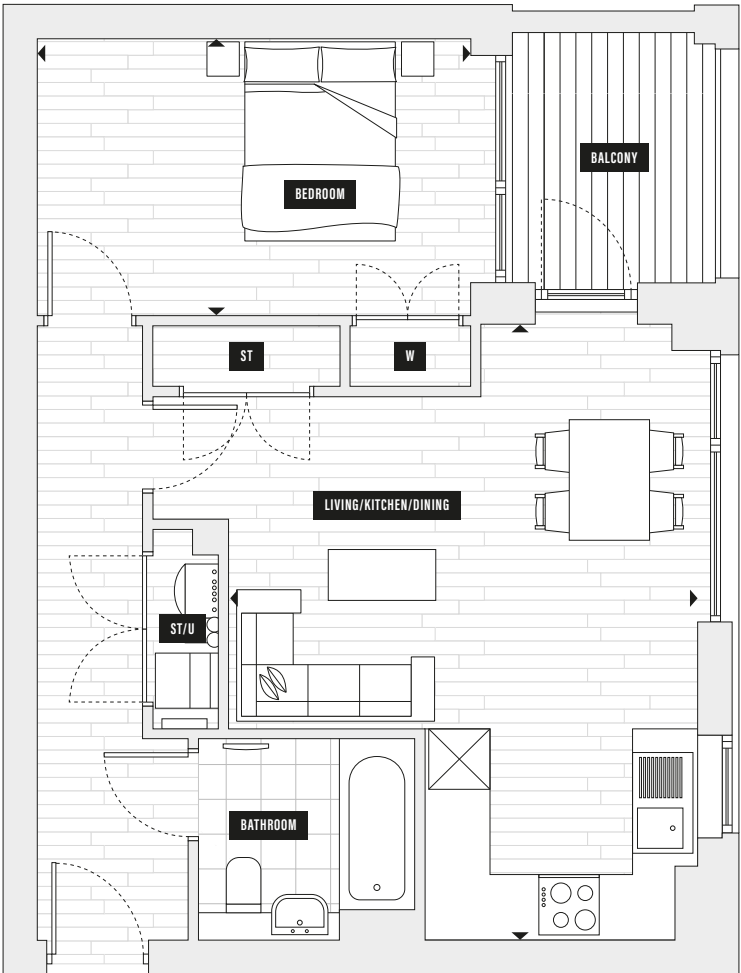 BALCONY
BEDROOM
ST
W
LIVING/KITCHEN/DINING
ST/U
BATHROOM